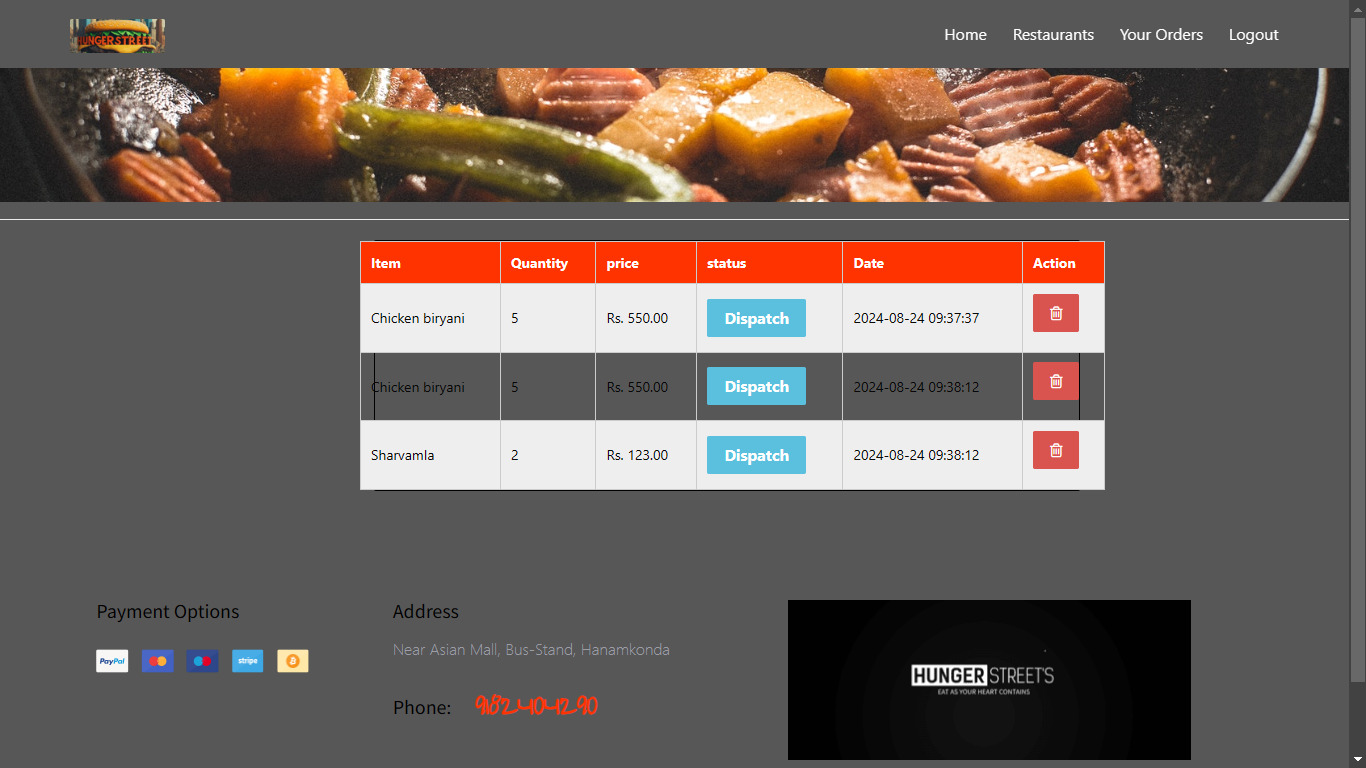 HUNGERSTREET
Home Restaurants Your Orders Logout
Item Quantity price status Date Action
Chicken biryani 5 Rs. 550.00 Dispatch 2024-08-24 09:37:37
Chicken biryani 5 Rs. 550.00 Dispatch 2024-08-24 09:38:12
Sharvamla 2 Rs. 123.00 Dispatch 2024-08-24 09:38:12
Payment Options
PayPal stripe
Address
Near Asian Mall, Bus-Stand, Hanamkonda
Phone: 9182404290
HUNGER STREET'S
EAT AS YOUR HEART CONTAINS